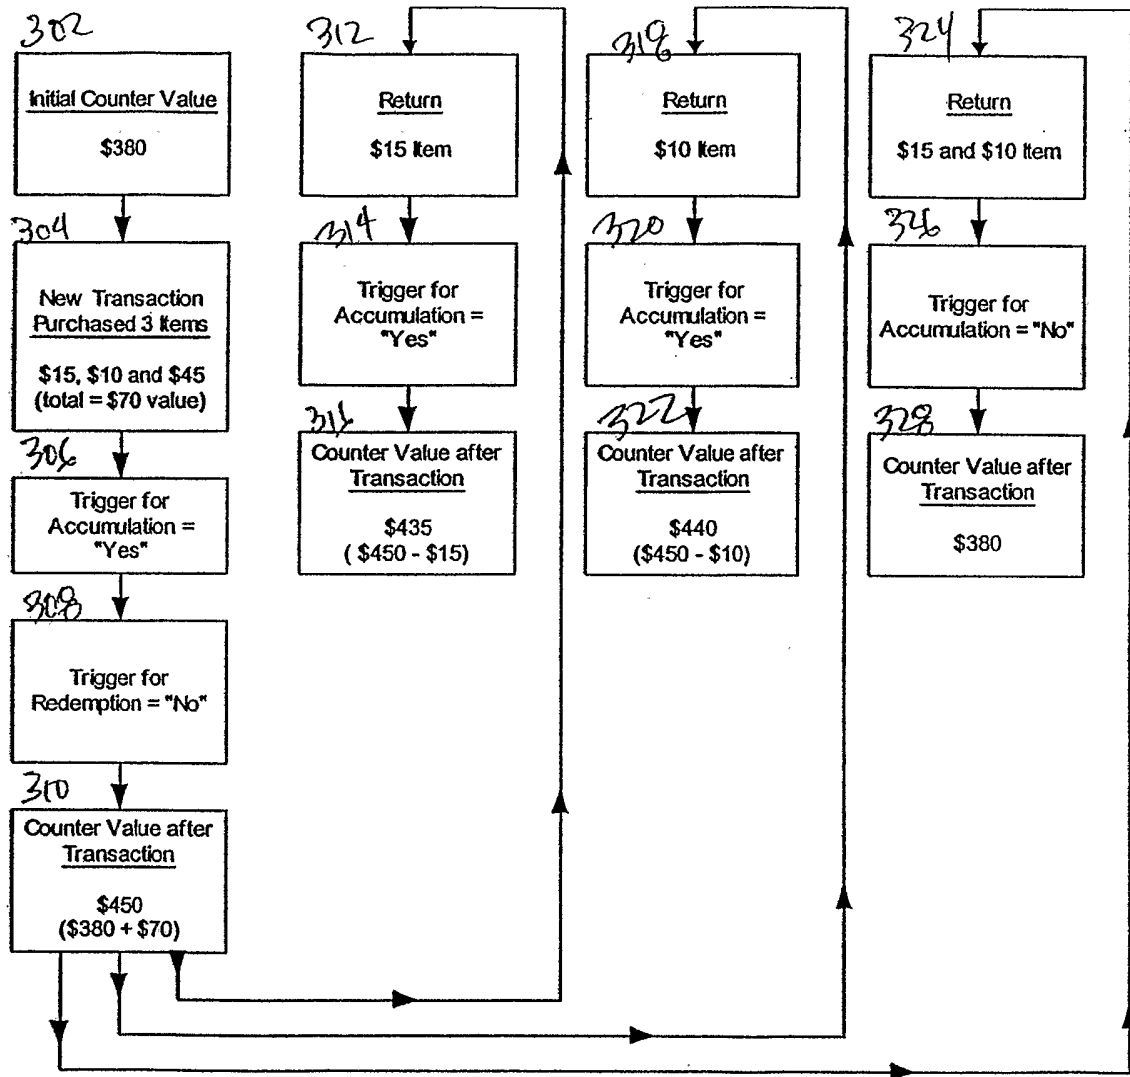 302
Initial Counter Value
$380
304
New Transaction
Purchased 3 Items
$15, $10 and $45
(total = $70 value)
306
Trigger for
Accumulation =
"Yes"
308
Trigger for
Redemption = "No"
310
Counter Value after
Transaction
$450
($380 + $70)
312
Return
$15 Item
314
Trigger for
Accumulation =
"Yes"
316
Counter Value after
Transaction
$435
( $450 - $15)
318
Return
$10 Item
320
Trigger for
Accumulation =
"Yes"
322
Counter Value after
Transaction
$440
($450 - $10)
324
Return
$15 and $10 Item
326
Trigger for
Accumulation = "No"
328
Counter Value after
Transaction
$380